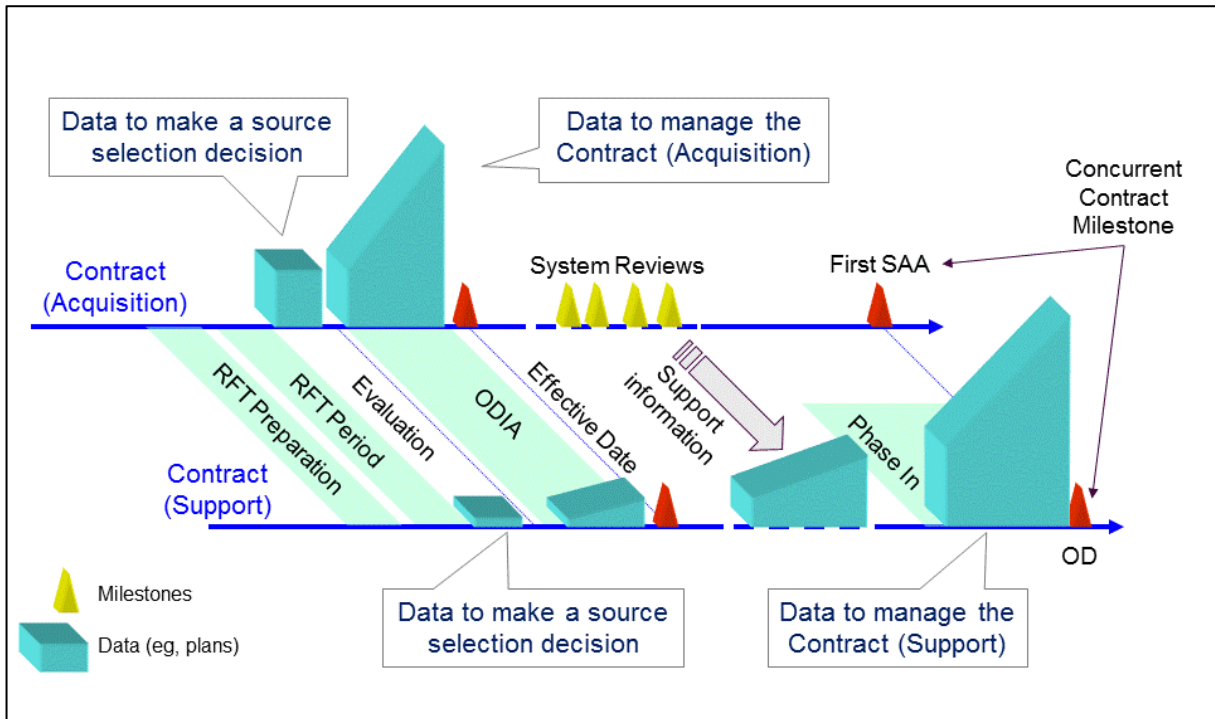 Data to make a source
selection decision
Data to manage the
Contract (Acquisition)
Concurrent
Contract
Milestone
Contract
(Acquisition)
System Reviews
First SAA
RFT Preparation
RFT Period
Evaluation
ODIA
Effective Date
Support
information
Phase In
Contract
(Support)
OD
Milestones
Data (eg, plans)
Data to make a source
selection decision
Data to manage the
Contract (Support)